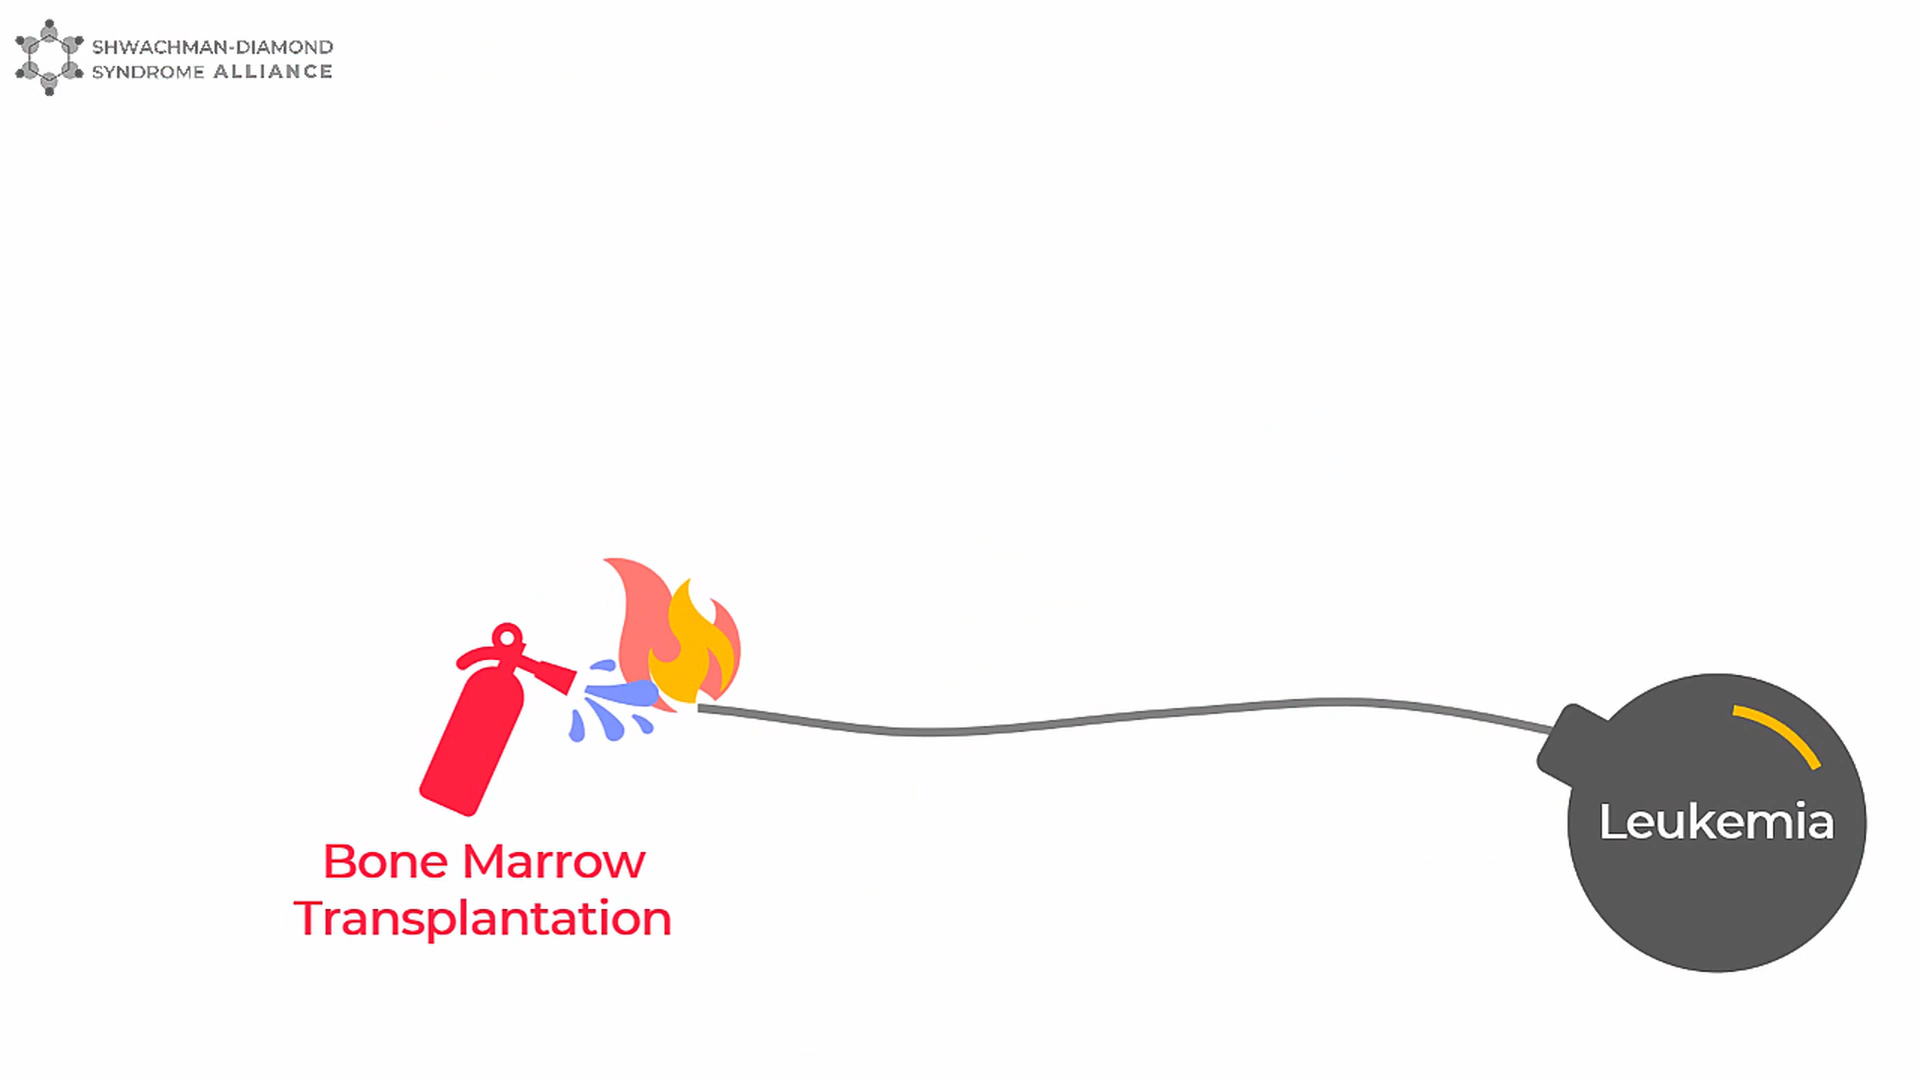 SHWACHMAN-DIAMOND
SYNDROME ALLIANCE
Leukemia
Bone Marrow
Transplantation